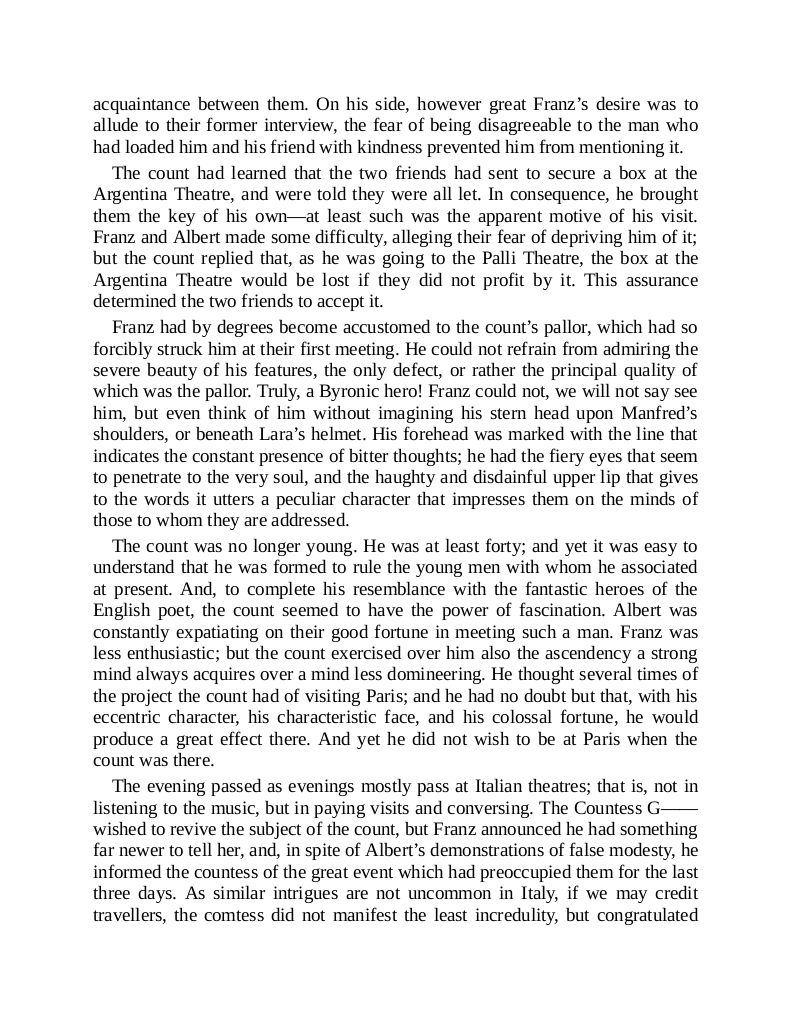 acquaintance between them. On his side, however great Franz’s desire was to
allude to their former interview, the fear of being disagreeable to the man who
had loaded him and his friend with kindness prevented him from mentioning it.
The count had learned that the two friends had sent to secure a box at the
Argentina Theatre, and were told they were all let. In consequence, he brought
them the key of his own—at least such was the apparent motive of his visit.
Franz and Albert made some difficulty, alleging their fear of depriving him of it;
but the count replied that, as he was going to the Palli Theatre, the box at the
Argentina Theatre would be lost if they did not profit by it. This assurance
determined the two friends to accept it.
Franz had by degrees become accustomed to the count’s pallor, which had so
forcibly struck him at their first meeting. He could not refrain from admiring the
severe beauty of his features, the only defect, or rather the principal quality of
which was the pallor. Truly, a Byronic hero! Franz could not, we will not say see
him, but even think of him without imagining his stern head upon Manfred’s
shoulders, or beneath Lara’s helmet. His forehead was marked with the line that
indicates the constant presence of bitter thoughts; he had the fiery eyes that seem
to penetrate to the very soul, and the haughty and disdainful upper lip that gives
to the words it utters a peculiar character that impresses them on the minds of
those to whom they are addressed.
The count was no longer young. He was at least forty; and yet it was easy to
understand that he was formed to rule the young men with whom he associated
at present. And, to complete his resemblance with the fantastic heroes of the
English poet, the count seemed to have the power of fascination. Albert was
constantly expatiating on their good fortune in meeting such a man. Franz was
less enthusiastic; but the count exercised over him also the ascendency a strong
mind always acquires over a mind less domineering. He thought several times of
the project the count had of visiting Paris; and he had no doubt but that, with his
eccentric character, his characteristic face, and his colossal fortune, he would
produce a great effect there. And yet he did not wish to be at Paris when the
count was there.
The evening passed as evenings mostly pass at Italian theatres; that is, not in
listening to the music, but in paying visits and conversing. The Countess G——
wished to revive the subject of the count, but Franz announced he had something
far newer to tell her, and, in spite of Albert’s demonstrations of false modesty, he
informed the countess of the great event which had preoccupied them for the last
three days. As similar intrigues are not uncommon in Italy, if we may credit
travellers, the comtess did not manifest the least incredulity, but congratulated